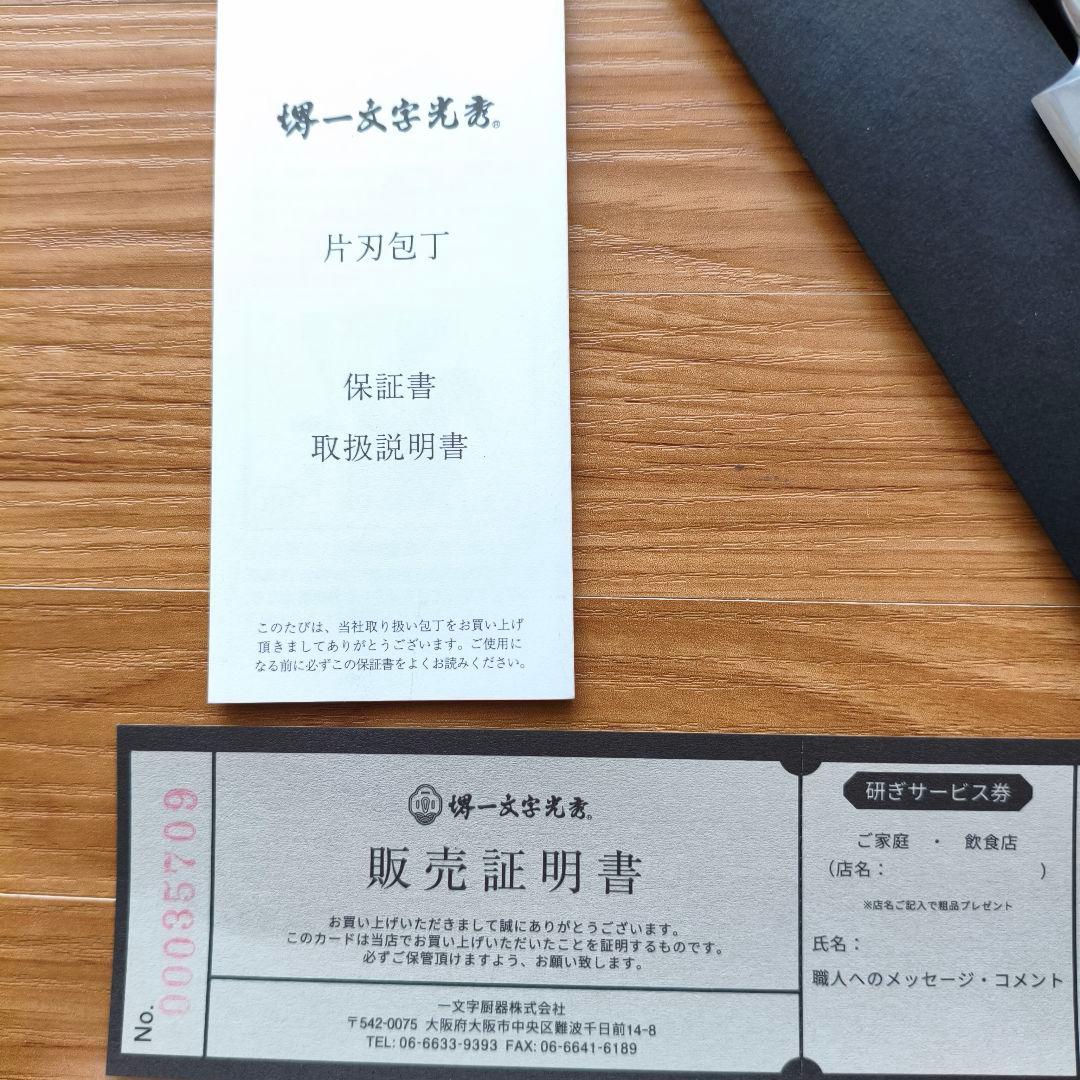 堺一文字光秀®
片刃包丁
保証書
取扱説明書
このたびは、当社取り扱い包丁をお買い上げ
頂きましてありがとうございます。ご使用に
なる前に必ずこの保証書をよくお読みください。
No. 0035709
堺一文字光秀®
販売証明書
お買い上げいただきまして誠にありがとうございます。
このカードは当店でお買い上げいただいたことを証明するものです。
必ずご保管頂けますよう、お願い致します。
一文字厨器株式会社
〒542-0075 大阪府大阪市中央区難波千日前14-8
TEL: 06-6633-9393 FAX: 06-6641-6189
研ぎサービス券
ご家庭 ・ 飲食店
（店名： ）
※店名ご記入で粗品プレゼント
氏名：
職人へのメッセージ・コメント